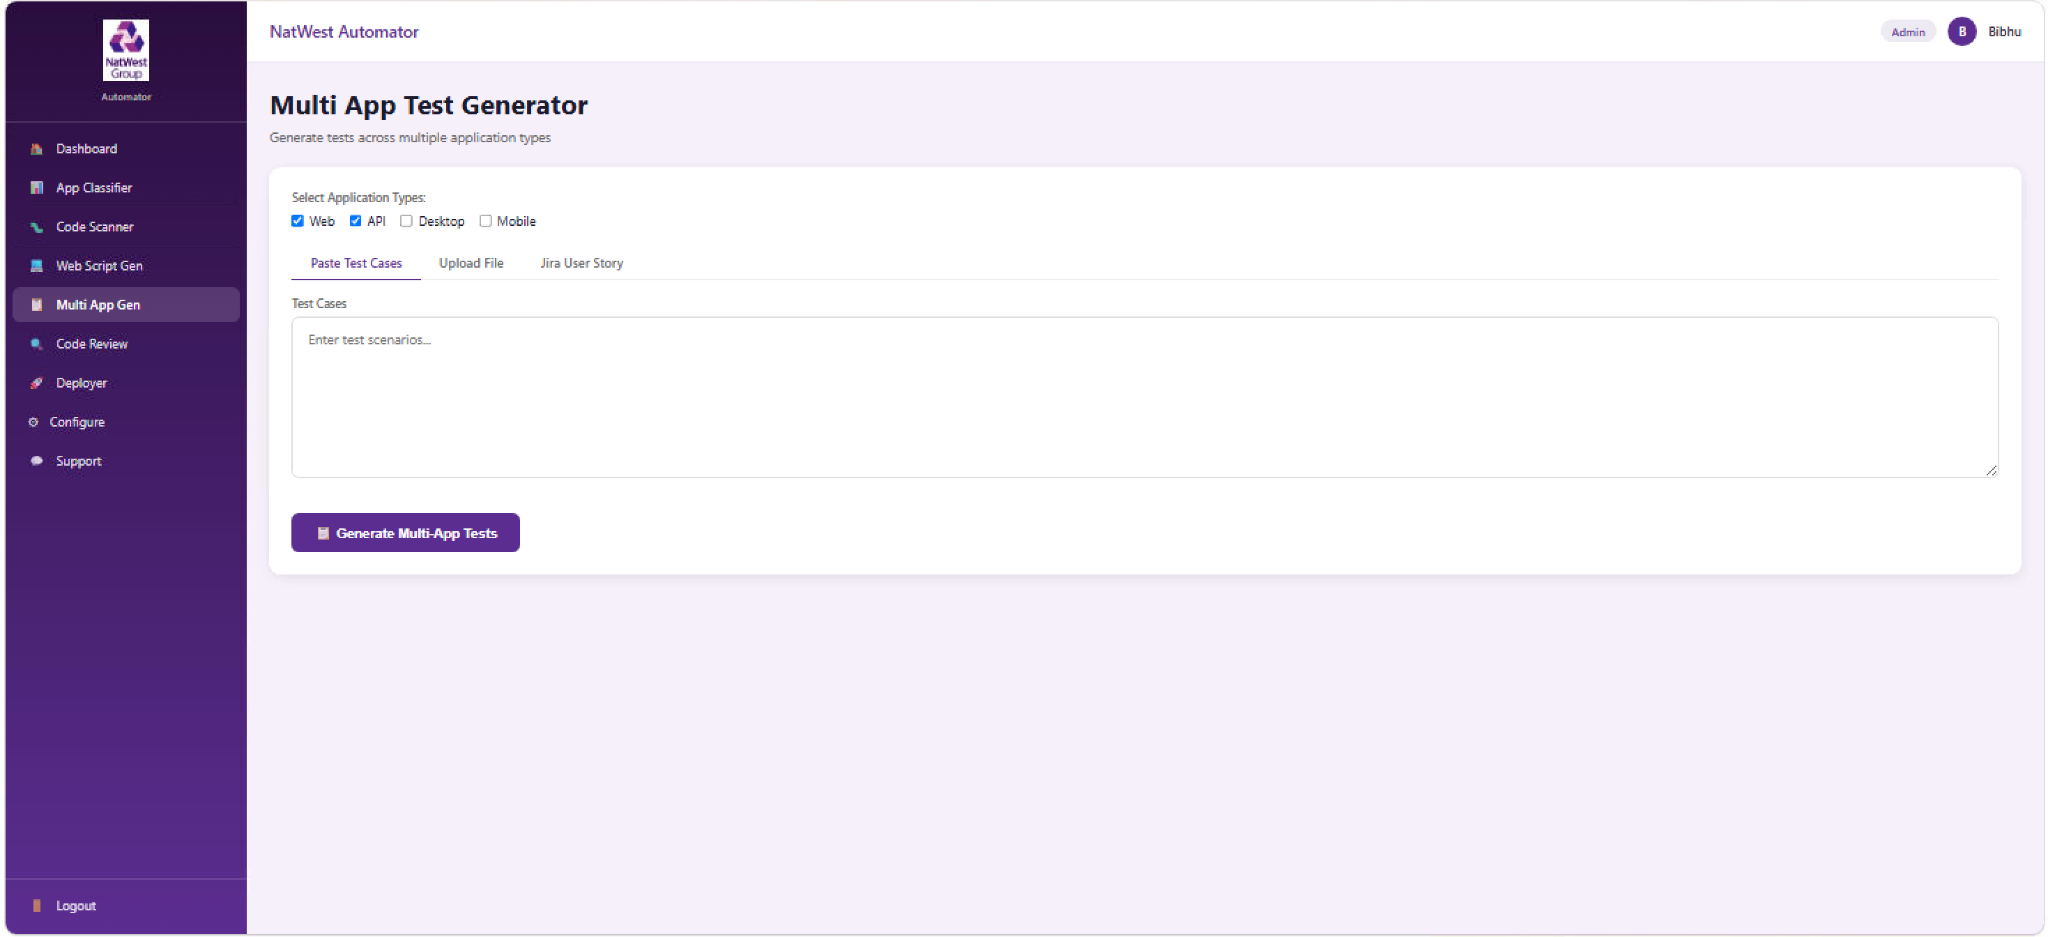 NatWest
Group
Automator
Dashboard
App Classifier
Code Scanner
Web Script Gen
Multi App Gen
Code Review
Deployer
Configure
Support
Logout
NatWest Automator
Admin
B
Bibhu
Multi App Test Generator
Generate tests across multiple application types
Select Application Types:
Web API Desktop Mobile
Paste Test Cases Upload File Jira User Story
Test Cases
Enter test scenarios...
Generate Multi-App Tests